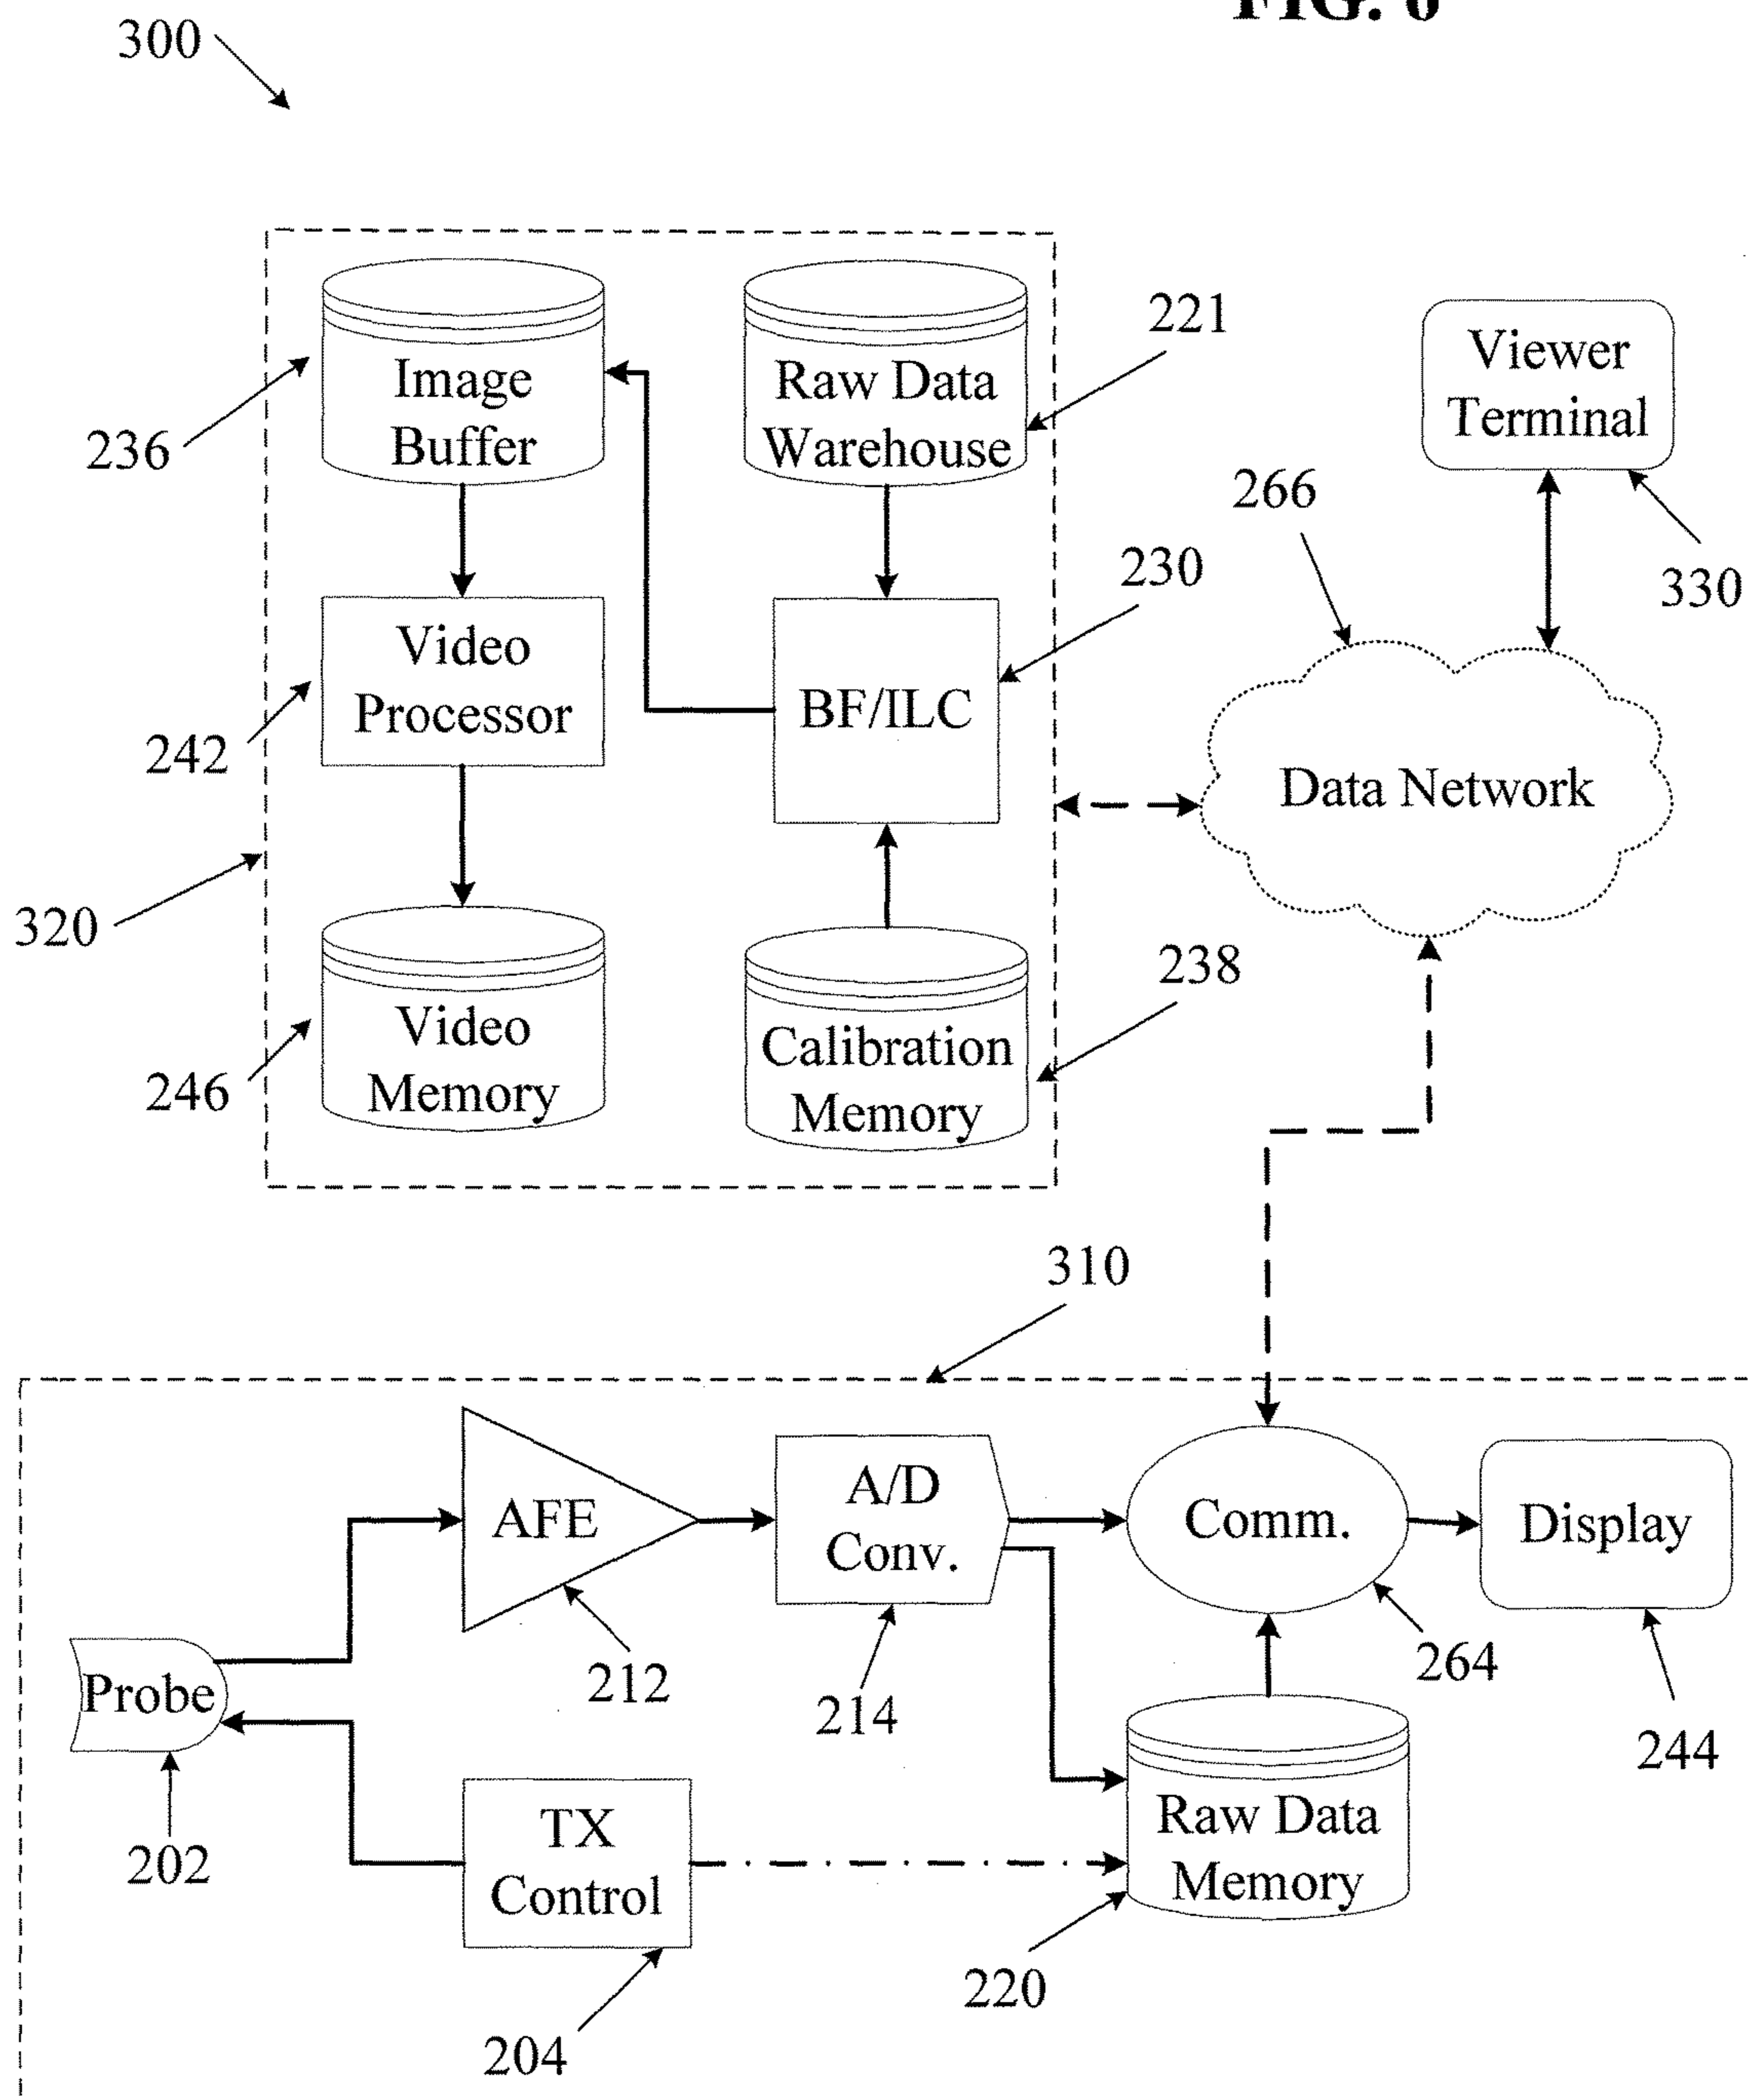 FIG. 6
300
Image
Buffer
236
Raw Data
Warehouse
221
Viewer
Terminal
330
266
Video
Processor
242
BF/ILC
230
Data Network
320
Video
Memory
246
Calibration
Memory
238
310
AFE
212
A/D
Conv.
214
Comm.
264
Display
244
Probe
202
TX
Control
204
Raw Data
Memory
220